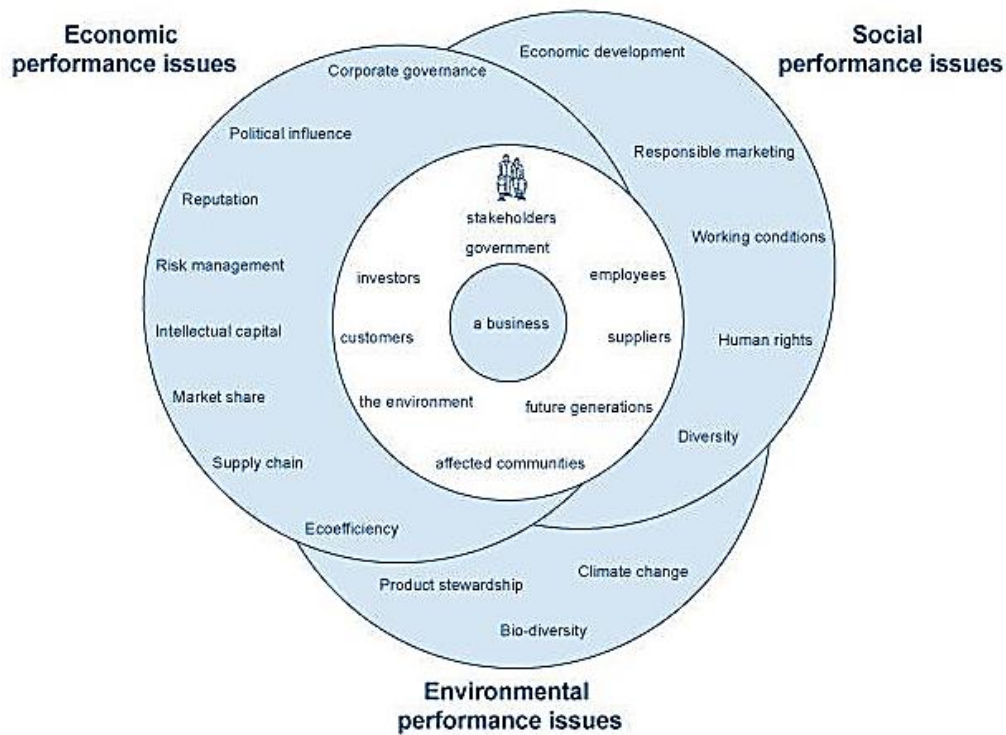 Economic
performance issues
Social
performance issues
Economic development
Corporate governance
Political influence
Responsible marketing
Reputation
stakeholders
Working conditions
government
Risk management
investors
employees
a business
Intellectual capital
customers
suppliers
Human rights
Market share
the environment
future generations
Diversity
Supply chain
affected communities
Ecoefficiency
Climate change
Product stewardship
Bio-diversity
Environmental
performance issues